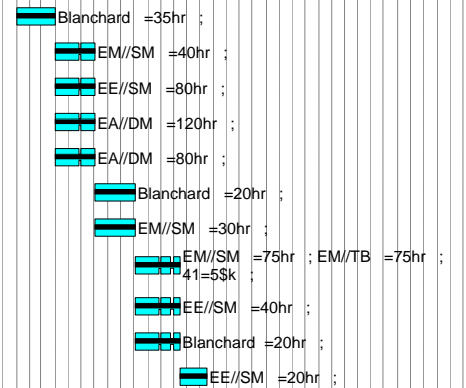 Blanchard =35hr ;
EM//SM =40hr ;
EE//SM =80hr ;
EA//DM =120hr ;
EA//DM =80hr ;
Blanchard =20hr ;
EM//SM =30hr ;
EM//SM =75hr ; EM//TB =75hr ;
41=5$k ;
EE//SM =40hr ;
Blanchard =20hr ;
EE//SM =20hr ;